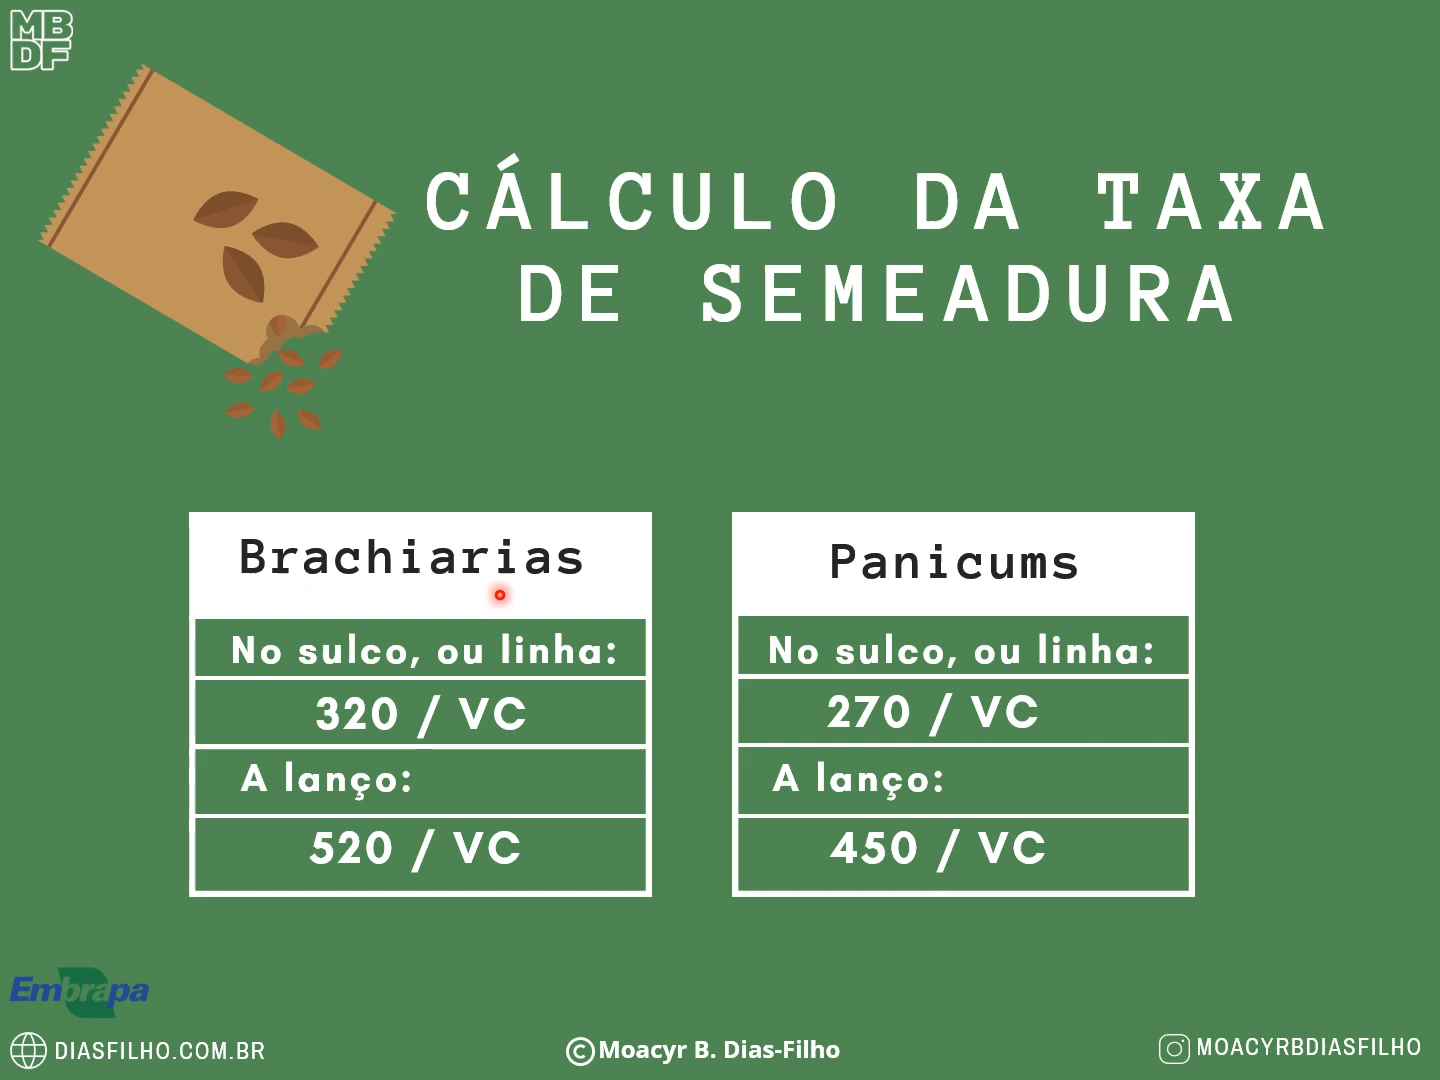 MB
DF
CÁLCULO DA TAXA
DE SEMEADURA
Brachiarias
No sulco, ou linha:
320 / VC
A lanço:
520 / VC
Panicums
No sulco, ou linha:
270 / VC
A lanço:
450 / VC
Embrapa
DIASFILHO.COM.BR
© Moacyr B. Dias-Filho
MOACYRBDIASFILHO